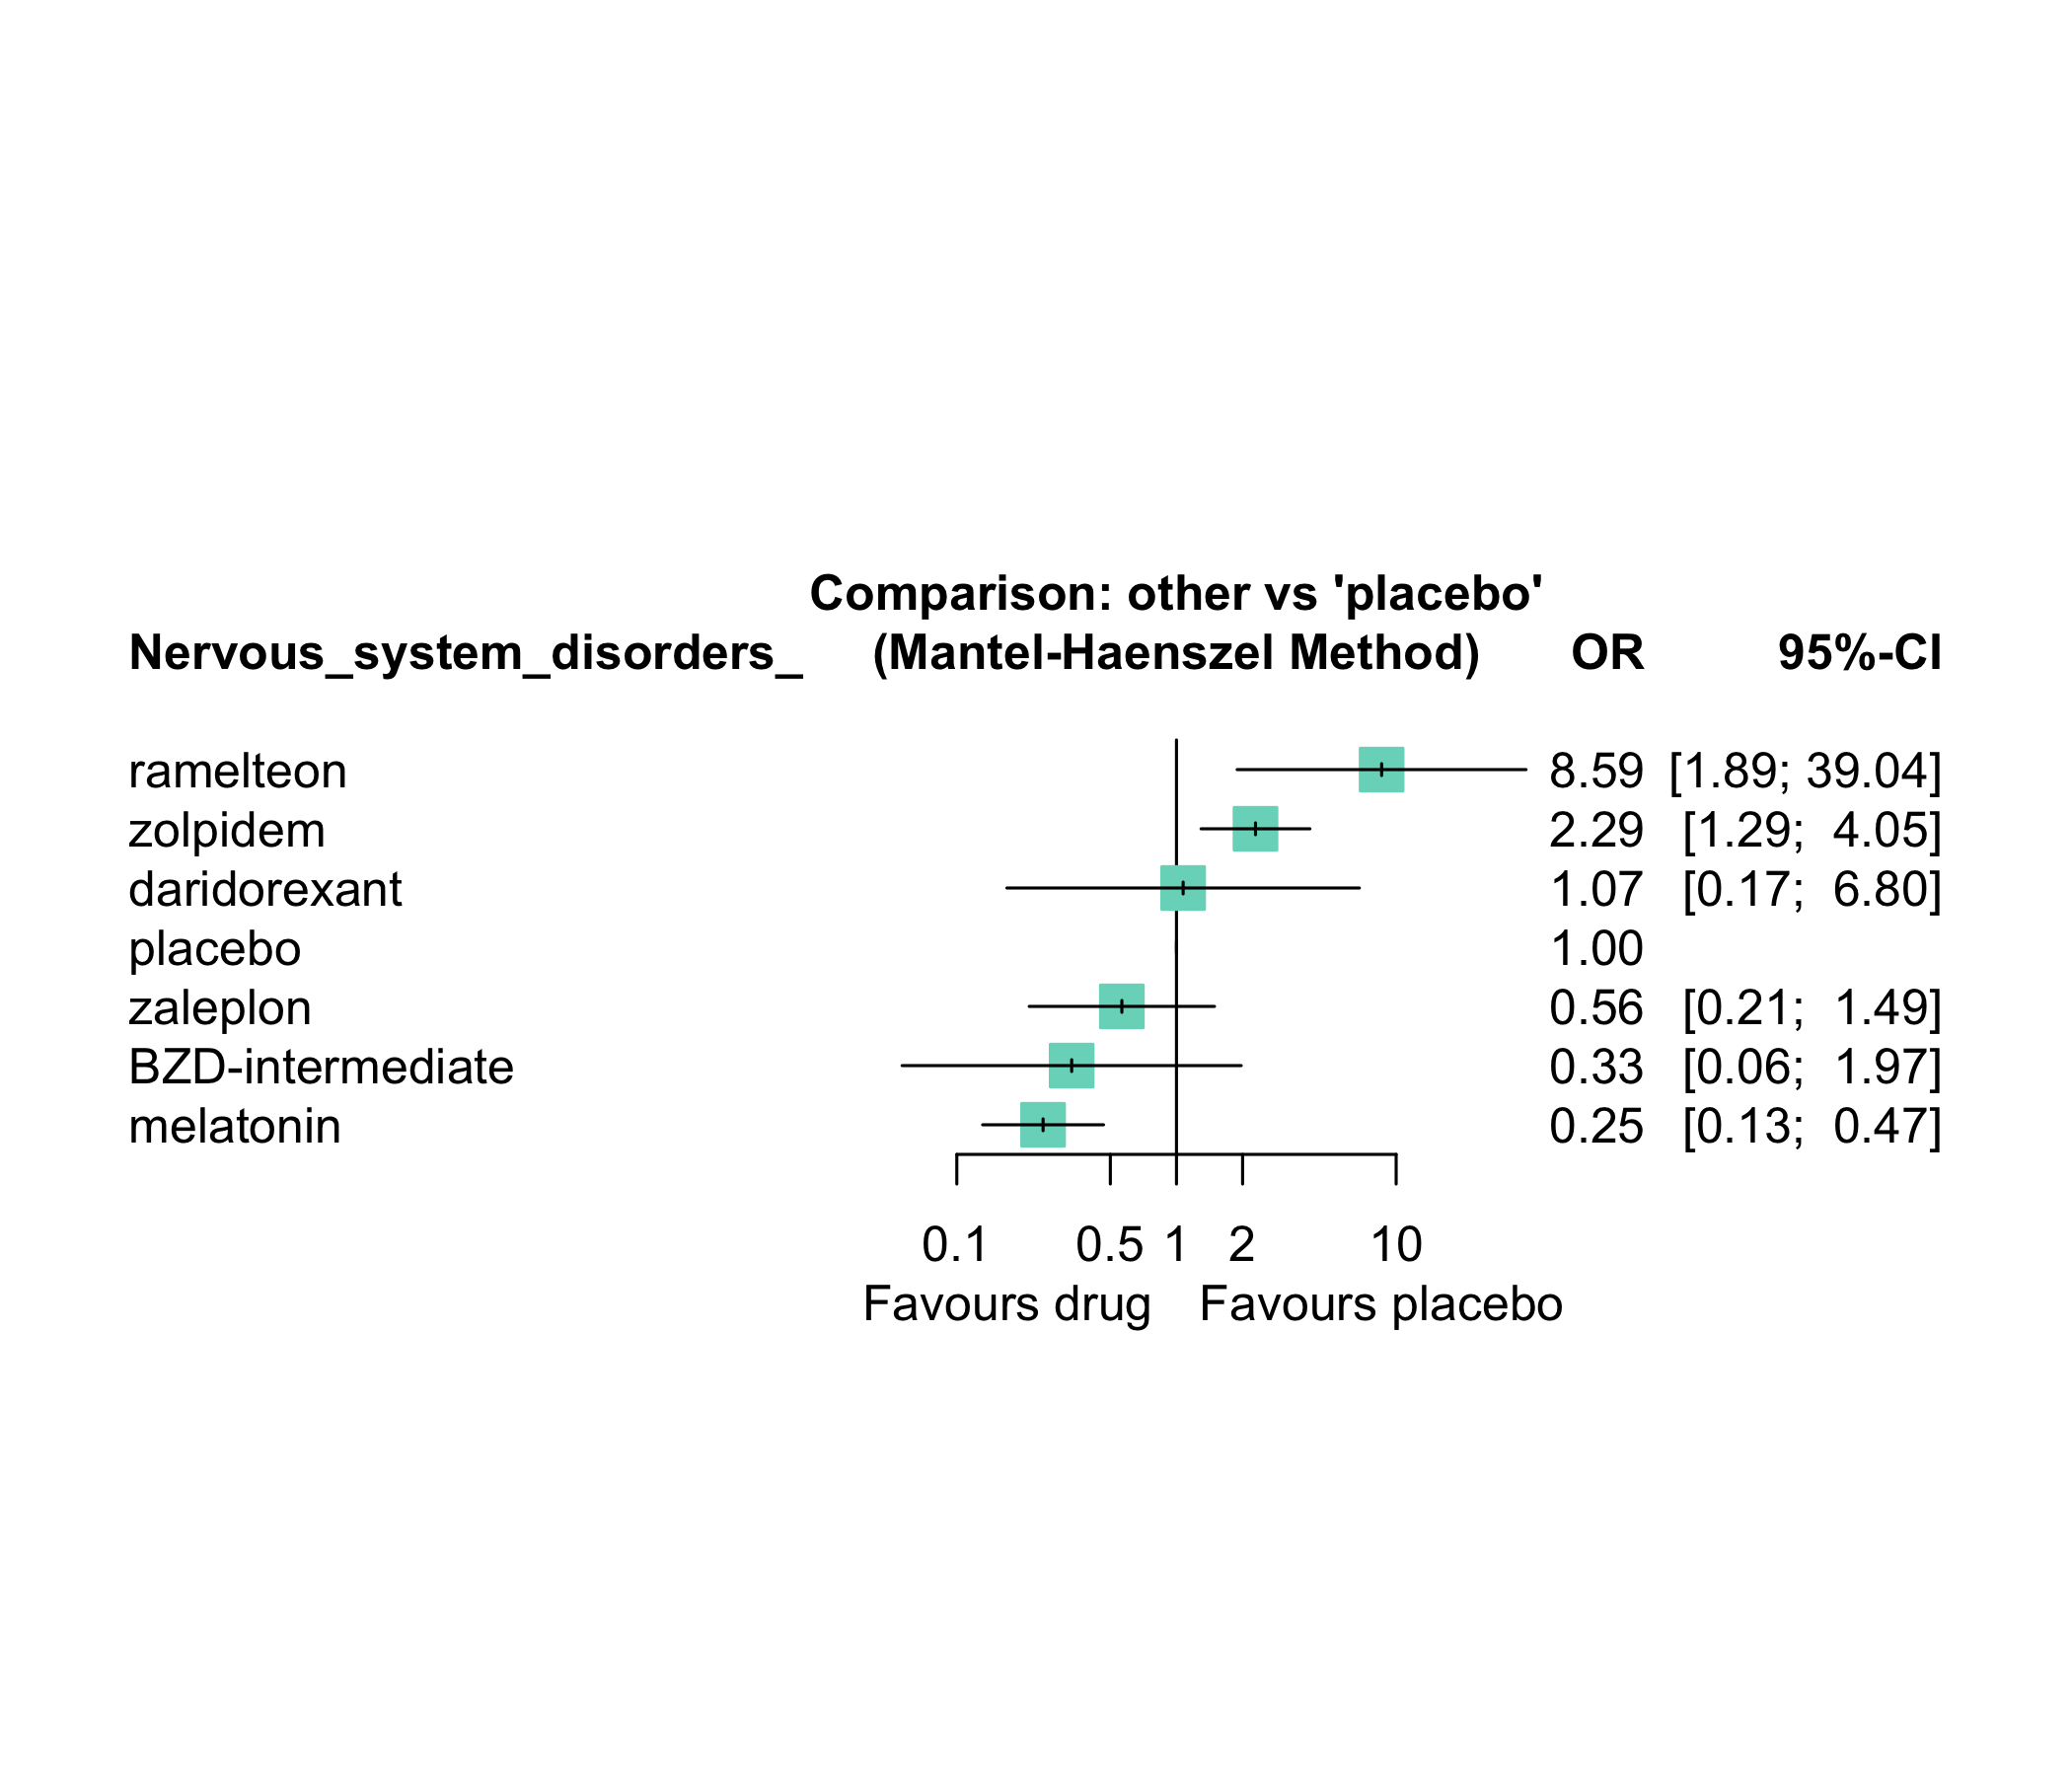 Comparison: other vs 'placebo'
Nervous_system_disorders_ (Mantel-Haenszel Method) OR 95%-CI
ramelteon 8.59 [1.89; 39.04]
zolpidem 2.29 [1.29; 4.05]
daridorexant 1.07 [0.17; 6.80]
placebo 1.00
zaleplon 0.56 [0.21; 1.49]
BZD-intermediate 0.33 [0.06; 1.97]
melatonin 0.25 [0.13; 0.47]
0.1 0.5 1 2 10
Favours drug Favours placebo